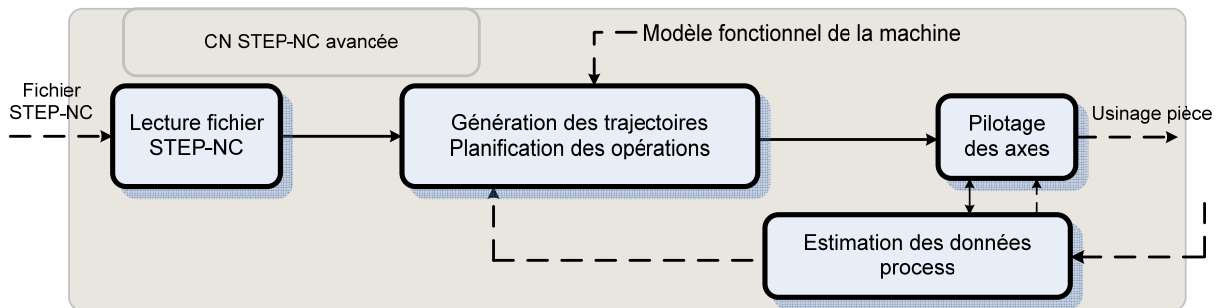 CN STEP-NC avancée
Modèle fonctionnel de la machine
Fichier
STEP-NC
Lecture fichier
STEP-NC
Génération des trajectoires
Planification des opérations
Pilotage
des axes
Usinage pièce
Estimation des données
process